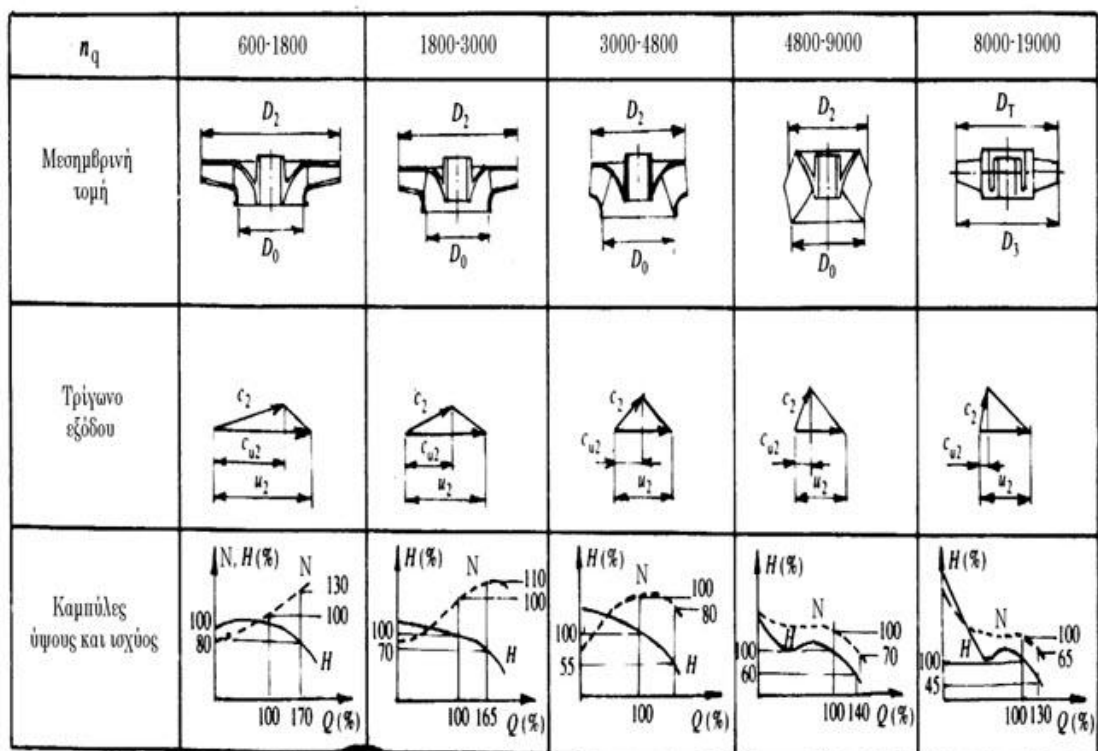 n_q 600-1800 1800-3000 3000-4800 4800-9000 8000-19000
Μεσημβρινή
τομή
D_2 D_2 D_2 D_2 D_T
D_0 D_0 D_0 D_0 D_3
Τρίγωνο
εξόδου
c_2 c_2 c_2 c_2 c_2
c_u2 c_u2 c_u2 c_u2 c_u2
u_2 u_2 u_2 u_2 u_2
Καμπύλες
ύψους και ισχύος
N, H(%)
N
130
100
100
80
H
100 170 Q(%)
H(%)
N
110
100
100
70
H
100 165 Q(%)
H(%)
N
100
80
100
55
H
100 Q(%)
H(%)
N
100
70
H
100
60
100 140 Q(%)
H(%)
N
100
65
H
100
45
100 130 Q(%)